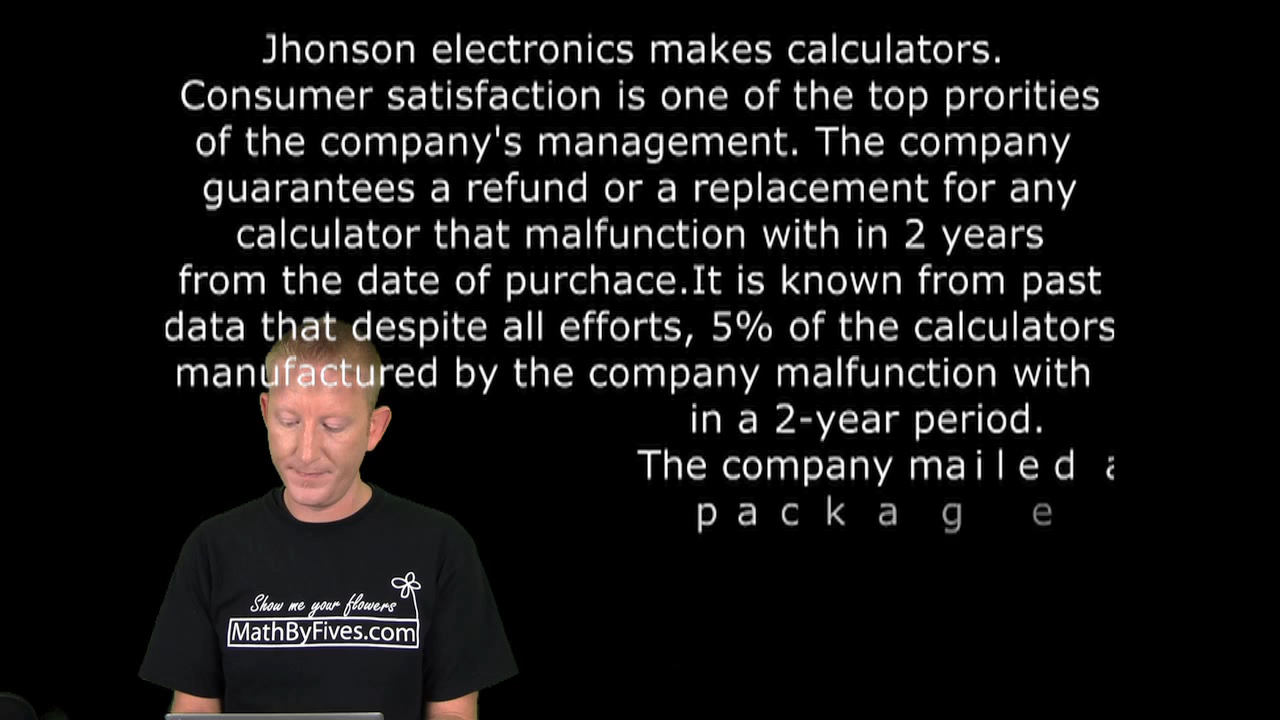 Jhonson electronics makes calculators.
Consumer satisfaction is one of the top prorities
of the company's management. The company
guarantees a refund or a replacement for any
calculator that malfunction with in 2 years
from the date of purchace.It is known from past
data that despite all efforts, 5% of the calculators
manufactured by the company malfunction with
in a 2-year period.
The company mailed a
package
Show me your flowers
MathByFives.com